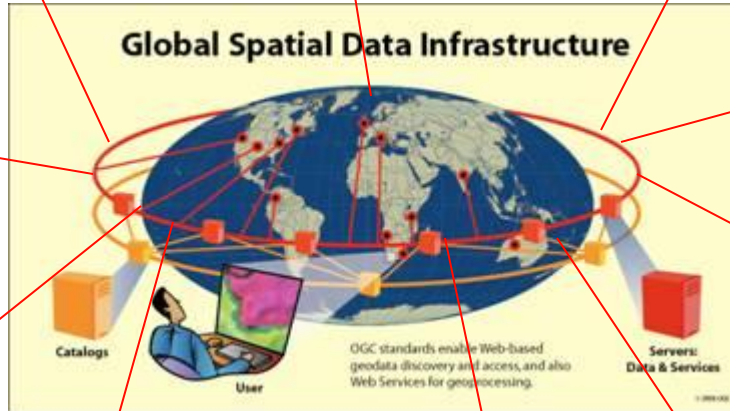 Global Spatial Data Infrastructure
Catalogs
User
OGC standards enable Web-based
geodata discovery and access, and also
Web Services for geoprocessing.
Servers:
Data & Services